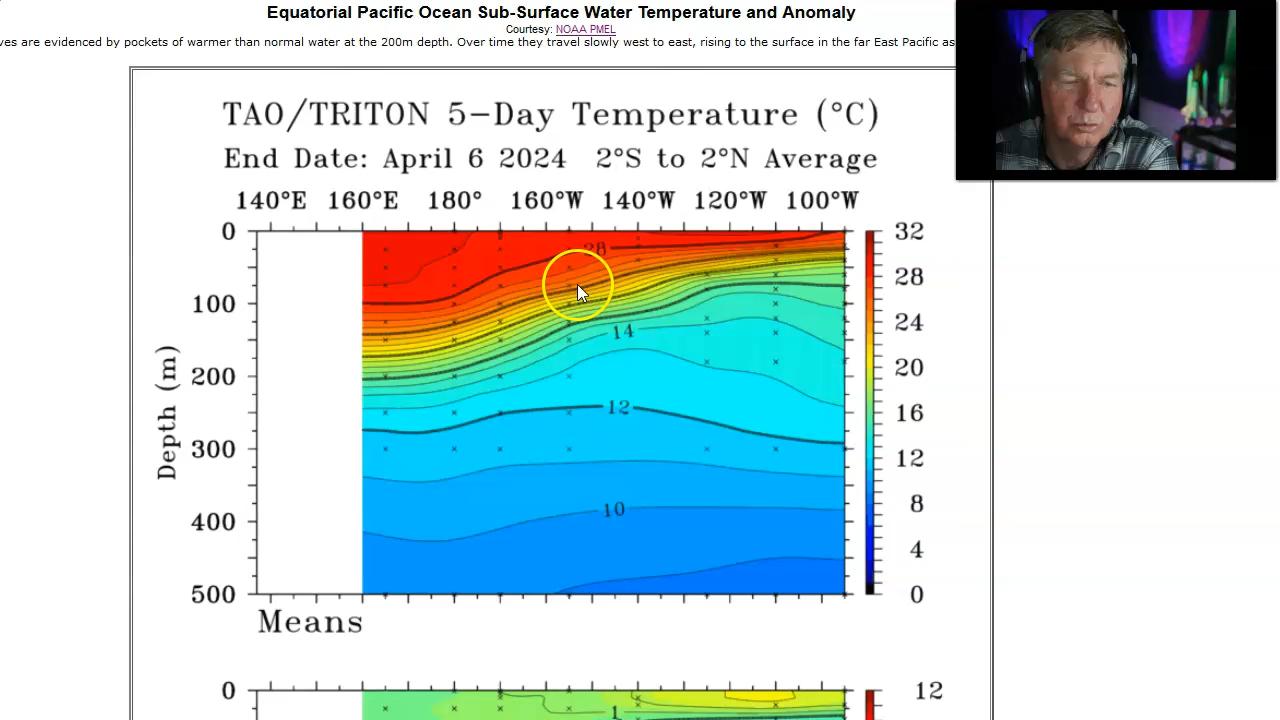 Equatorial Pacific Ocean Sub-Surface Water Temperature and Anomaly
Courtesy: NOAA PMEL
ves are evidenced by pockets of warmer than normal water at the 200m depth. Over time they travel slowly west to east, rising to the surface in the far East Pacific as
TAO/TRITON 5-Day Temperature (°C)
End Date: April 6 2024 2°S to 2°N Average
140°E 160°E 180° 160°W 140°W 120°W 100°W
0 28 32
28
100 24
14
Depth (m)
200 20
16
12
300 12
8
400 10
4
500 0
Means
0 12
1